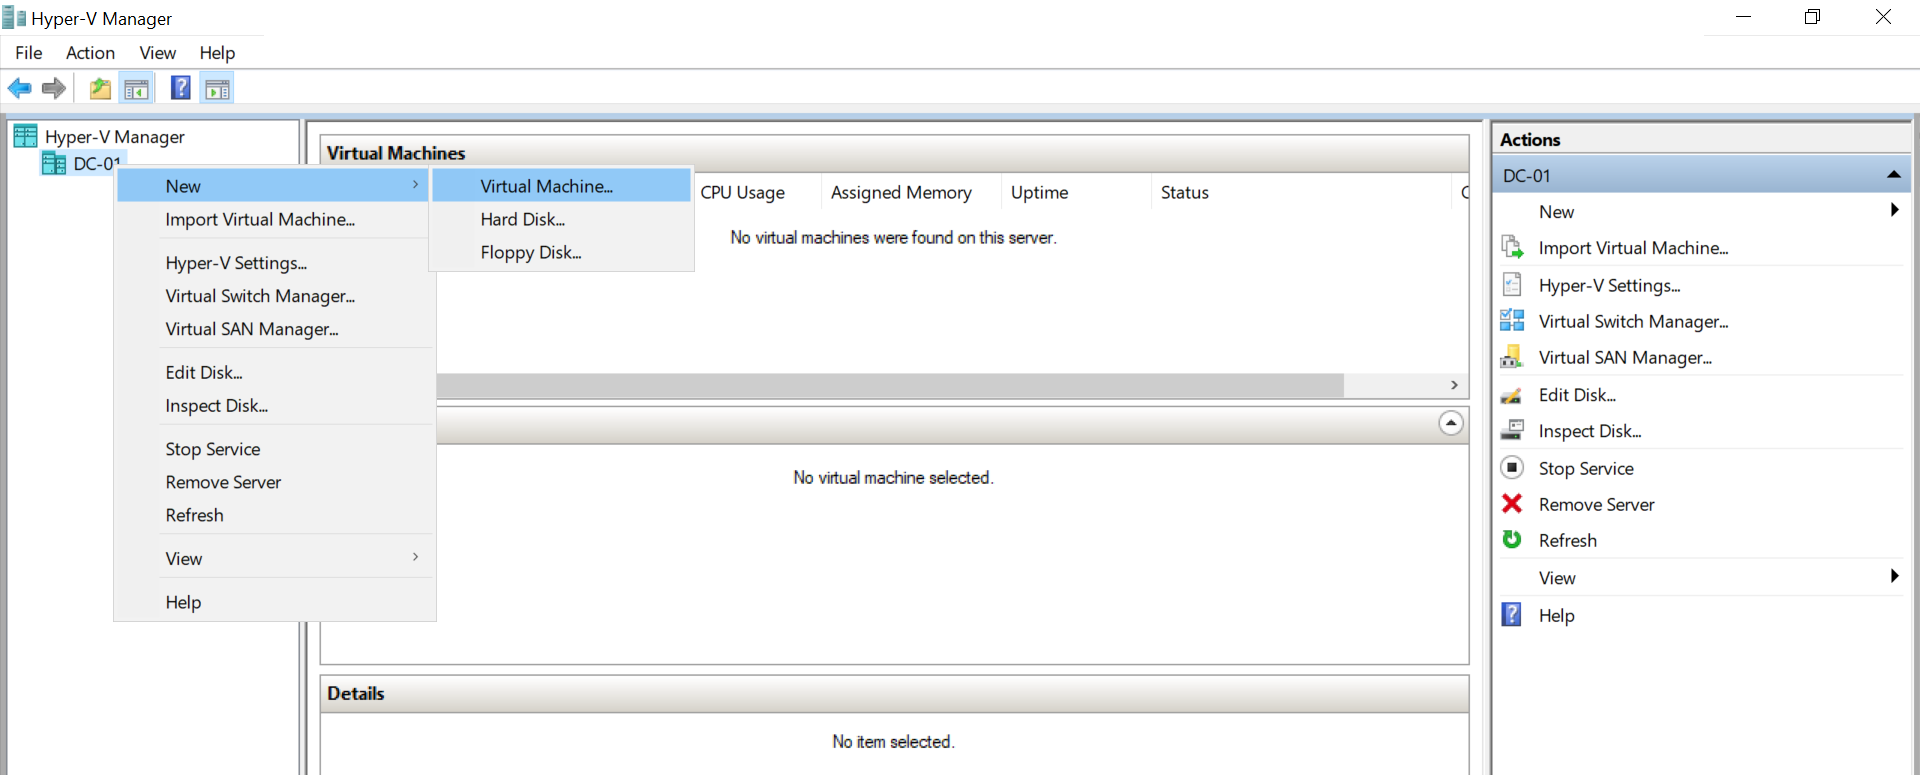 Hyper-V Manager
File Action View Help
Hyper-V Manager
DC-01
New
Import Virtual Machine...
Hyper-V Settings...
Virtual Switch Manager...
Virtual SAN Manager...
Edit Disk...
Inspect Disk...
Stop Service
Remove Server
Refresh
View
Help
Virtual Machine...
Hard Disk...
Floppy Disk...
Virtual Machines
CPU Usage Assigned Memory Uptime Status
No virtual machines were found on this server.
No virtual machine selected.
Details
No item selected.
Actions
DC-01
New
Import Virtual Machine...
Hyper-V Settings...
Virtual Switch Manager...
Virtual SAN Manager...
Edit Disk...
Inspect Disk...
Stop Service
Remove Server
Refresh
View
Help